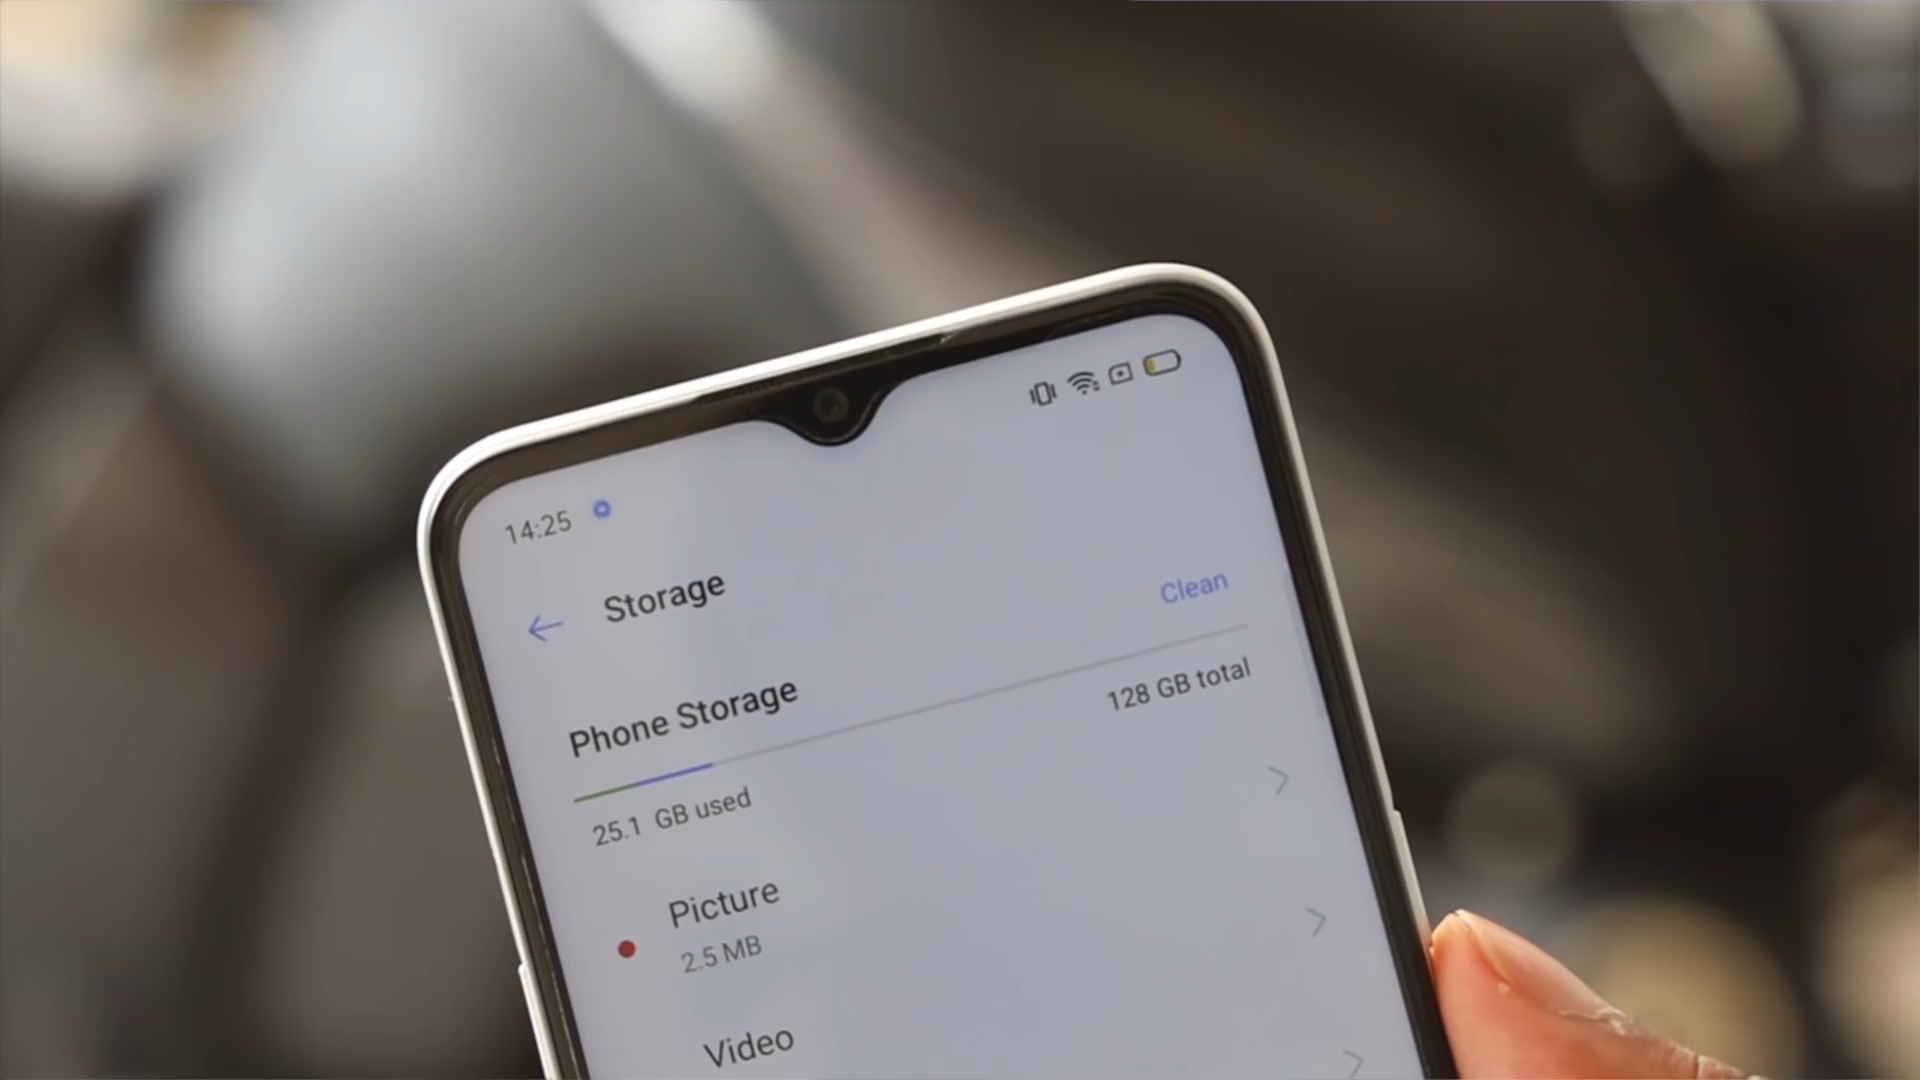 14:25
Storage
Clean
Phone Storage
128 GB total
25.1 GB used
Picture
2.5 MB
Video